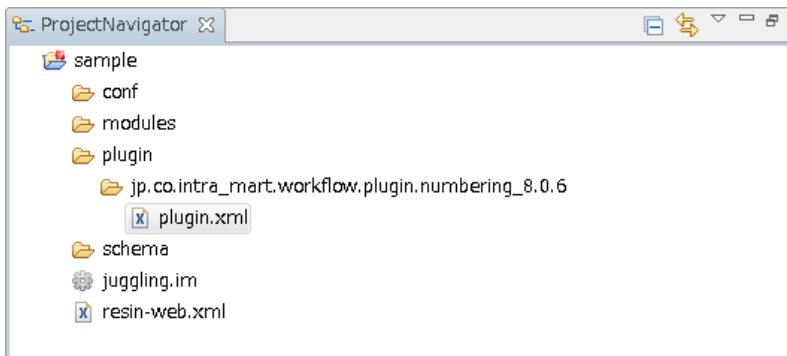 ProjectNavigator
sample
conf
modules
plugin
jp.co.intra_mart.workflow.plugin.numbering_8.0.6
plugin.xml
schema
juggling.im
resin-web.xml